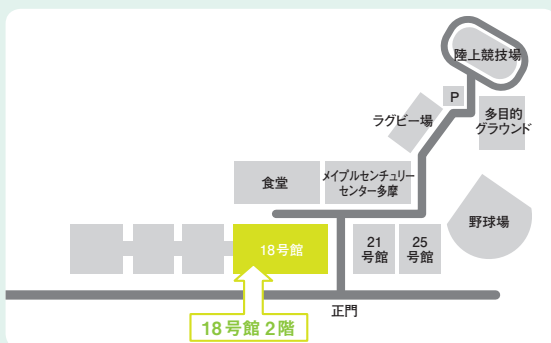 陸上競技場
P
多目的
グラウンド
ラグビー場
食堂
メイプルセンチュリー
センター多摩
野球場
18号館
21
号館
25
号館
正門
18号館 2階